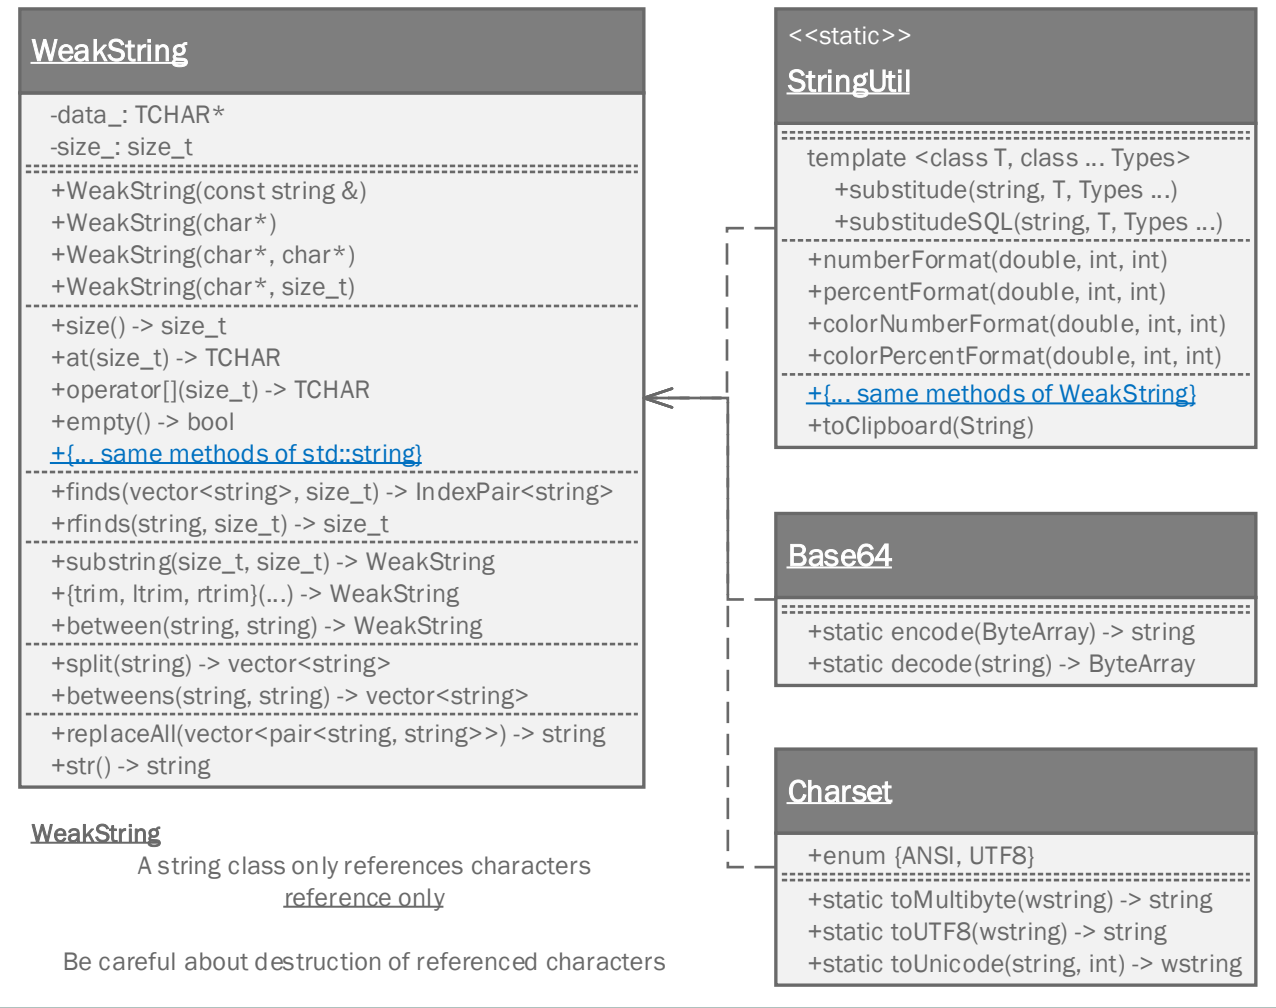 WeakString
-data_: TCHAR*
-size_: size_t
+WeakString(const string &)
+WeakString(char*)
+WeakString(char*, char*)
+WeakString(char*, size_t)
+size() -> size_t
+at(size_t) -> TCHAR
+operator[](size_t) -> TCHAR
+empty() -> bool
+{... same methods of std::string}
+finds(vector<string>, size_t) -> IndexPair<string>
+rfinds(string, size_t) -> size_t
+substring(size_t, size_t) -> WeakString
+{trim, ltrim, rtrim}(...) -> WeakString
+between(string, string) -> WeakString
+split(string) -> vector<string>
+betweens(string, string) -> vector<string>
+replaceAll(vector<pair<string, string>>) -> string
+str() -> string
WeakString
A string class only references characters
reference only
Be careful about destruction of referenced characters
<<static>>
StringUtil
template <class T, class ... Types>
+substitude(string, T, Types ...)
+substitudeSQL(string, T, Types ...)
+numberFormat(double, int, int)
+percentFormat(double, int, int)
+colorNumberFormat(double, int, int)
+colorPercentFormat(double, int, int)
+{... same methods of WeakString}
+toClipboard(String)
Base64
+static encode(ByteArray) -> string
+static decode(string) -> ByteArray
Charset
+enum {ANSI, UTF8}
+static toMultibyte(wstring) -> string
+static toUTF8(wstring) -> string
+static toUnicode(string, int) -> wstring